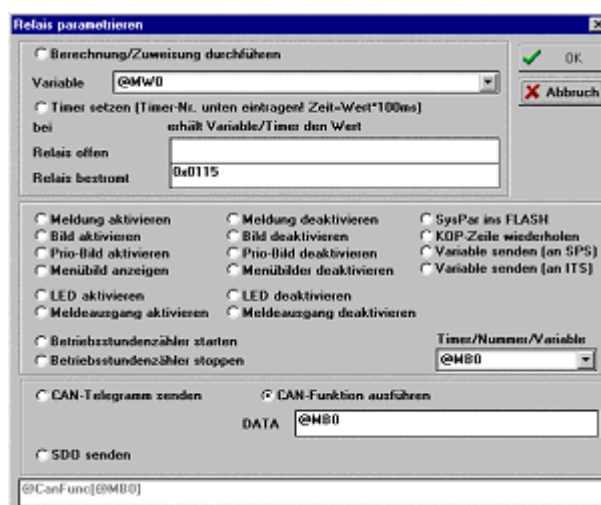 Relais parametrieren
Berechnung/Zuweisung durchführen
OK
Variable @MW0
Abbruch
Timer setzen (Timer-Nr. unten eintragen! Zeit=Wert*100ms)
bei erhält Variable/Timer den Wert
Relais offen
Relais bestromt 0x0115
Meldung aktivieren Meldung deaktivieren SysPar ins FLASH
Bild aktivieren Bild deaktivieren KOP-Zeile wiederholen
Prio-Bild aktivieren Prio-Bild deaktivieren Variable senden (an SPS)
Menübild anzeigen Menübilder deaktivieren Variable senden (an ITS)
LED aktivieren LED deaktivieren
Meldeausgang aktivieren Meldeausgang deaktivieren
Betriebsstundenzähler starten Timer/Nummer/Variable
Betriebsstundenzähler stoppen @MB0
CAN-Telegramm senden CAN-Funktion ausführen
DATA @MB0
SDO senden
@CanFunc[@MB0]